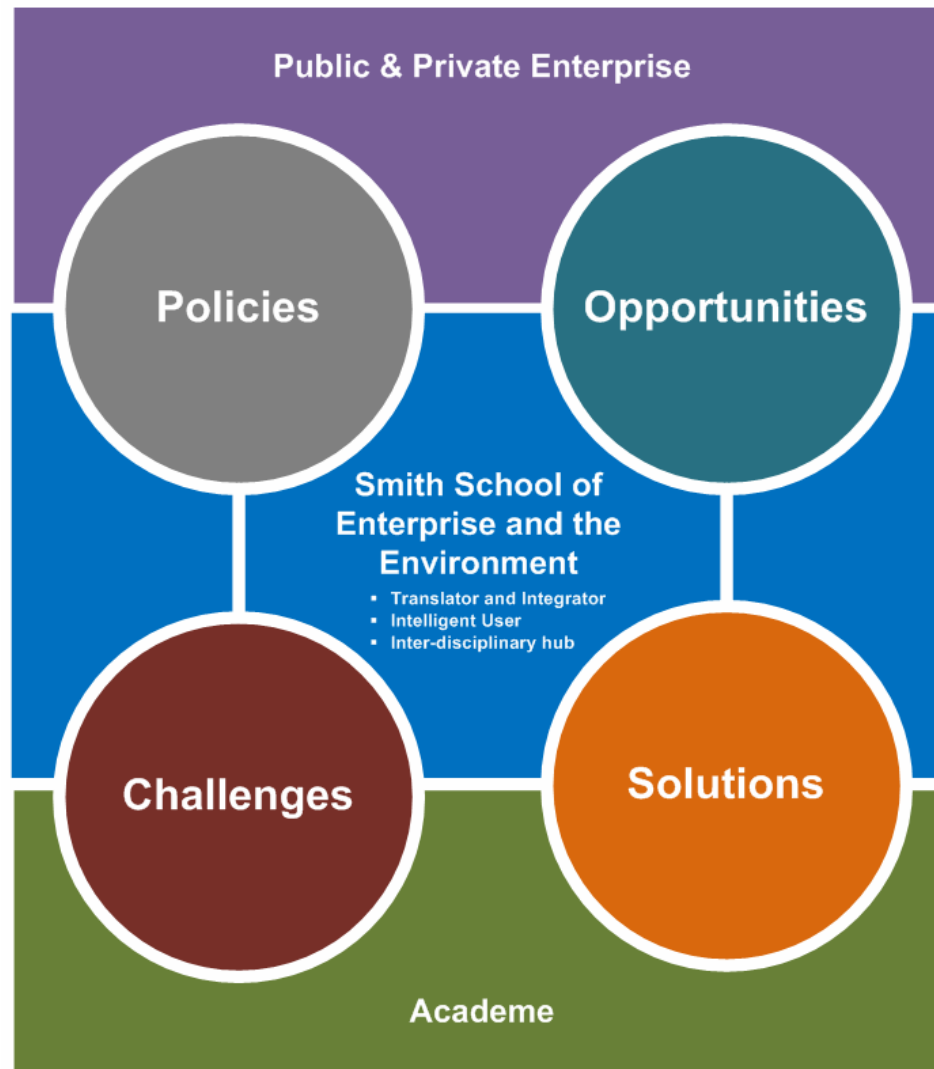 Public & Private Enterprise
Policies
Opportunities
Smith School of
Enterprise and the
Environment
▪ Translator and Integrator
▪ Intelligent User
▪ Inter-disciplinary hub
Challenges
Solutions
Academe